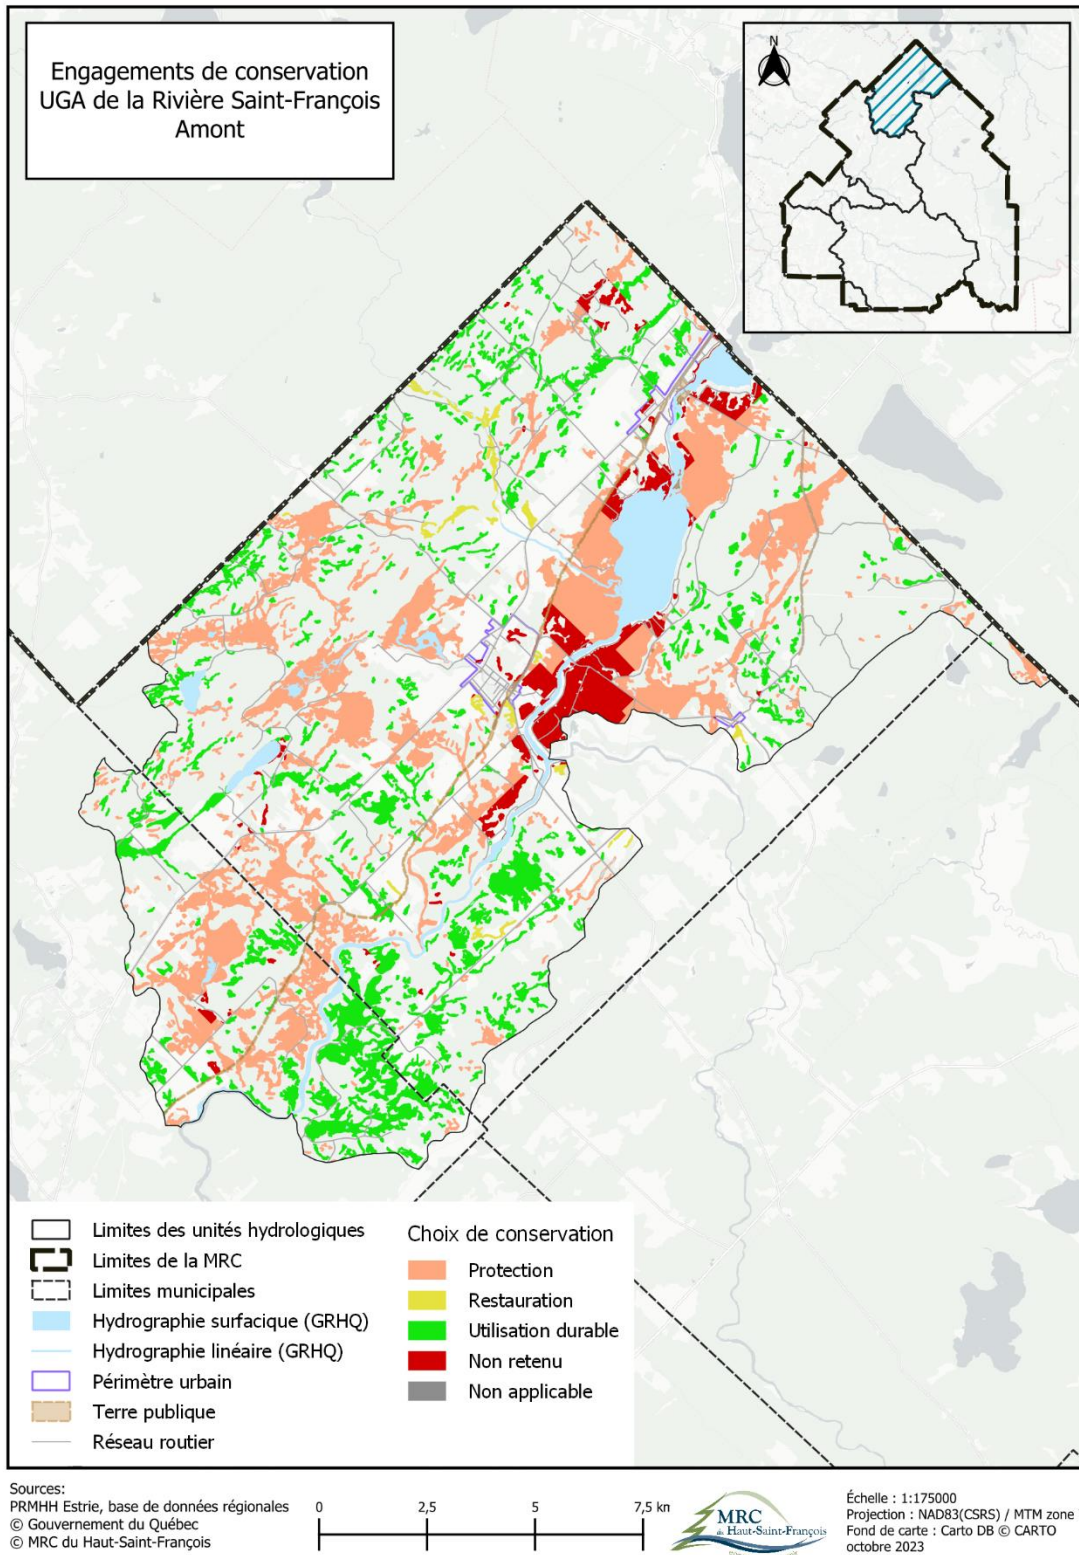 Engagements de conservation
UGA de la Rivière Saint-François
Amont
N
Limites des unités hydrologiques
Limites de la MRC
Limites municipales
Hydrographie surfacique (GRHQ)
Hydrographie linéaire (GRHQ)
Périmètre urbain
Terre publique
Réseau routier
Choix de conservation
Protection
Restauration
Utilisation durable
Non retenu
Non applicable
Sources:
PRMHH Estrie, base de données régionales
© Gouvernement du Québec
© MRC du Haut-Saint-François
0 2,5 5 7,5 km
MRC
du Haut-Saint-François
Échelle : 1:175000
Projection : NAD83(CSRS) / MTM zone
Fond de carte : Carto DB © CARTO
octobre 2023